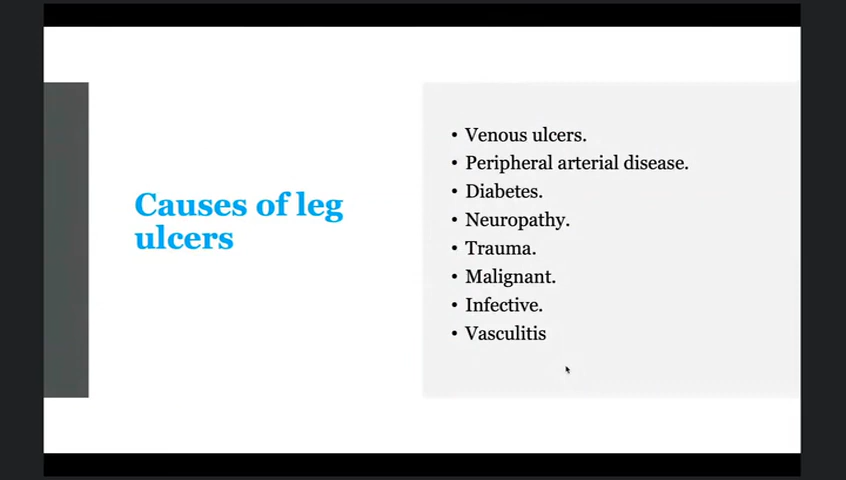 Causes of leg
ulcers
• Venous ulcers.
• Peripheral arterial disease.
• Diabetes.
• Neuropathy.
• Trauma.
• Malignant.
• Infective.
• Vasculitis